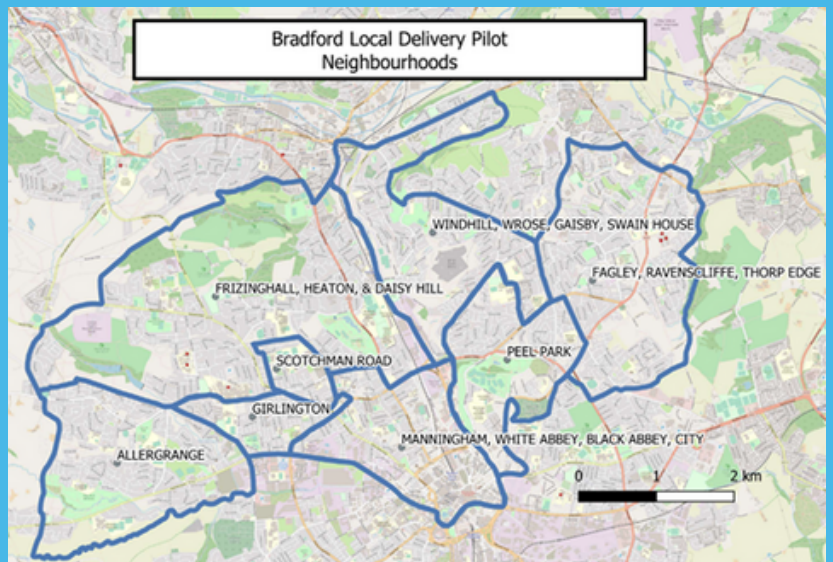 Bradford Local Delivery Pilot
Neighbourhoods
WINDHILL, WROSE, GAISBY, SWAIN HOUSE
FAGLEY, RAVENSCLIFFE, THORP EDGE
FRIZINGHALL, HEATON, & DAISY HILL
PEEL PARK
SCOTCHMAN ROAD
GIRLINGTON
MANNINGHAM, WHITE ABBEY, BLACK ABBEY, CITY
ALLERGRANGE
0 1 2 km